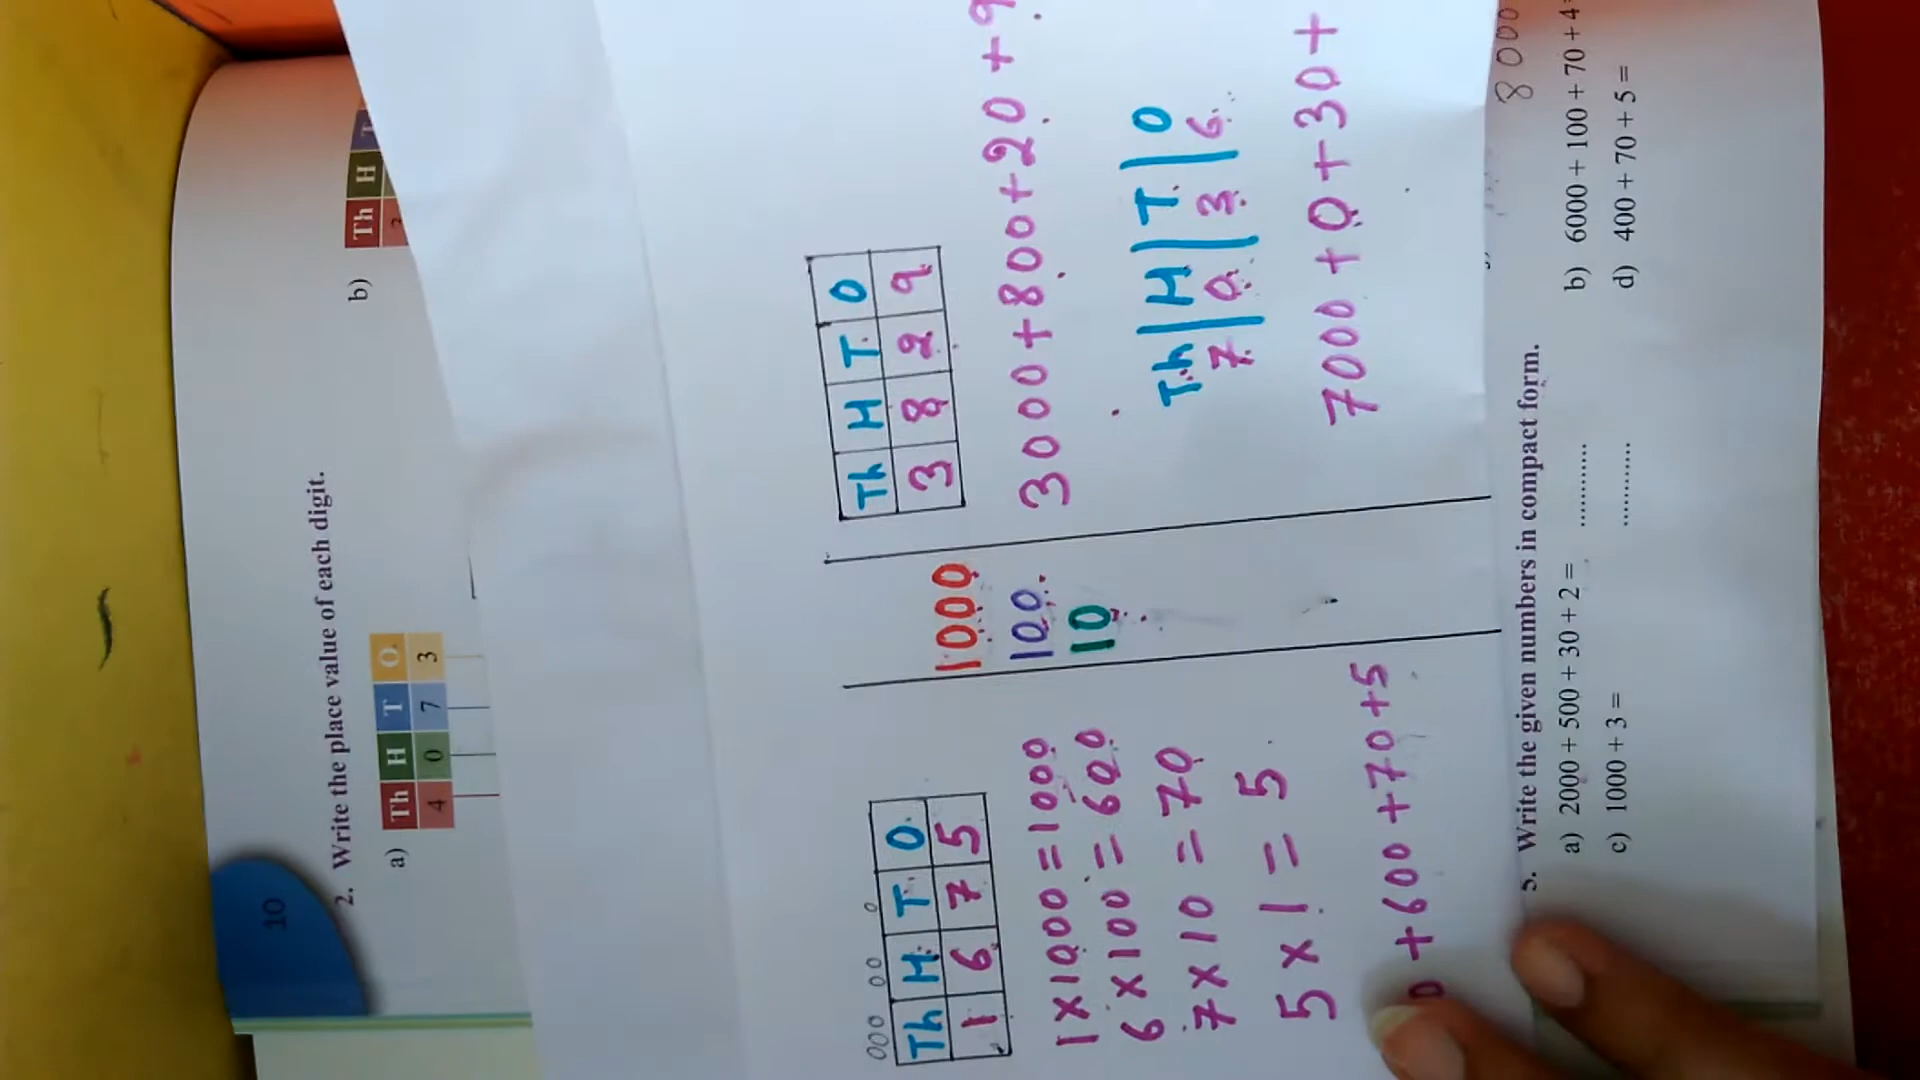 10
2. Write the place value of each digit.
a)
Th H T O
4 0 7 3
b)
Th H T
000 00 0
Th H T O
1 6 7 5
1 x 1000 = 1000
6 x 100 = 600
7 x 10 = 70
5 x 1 = 5
+ 600 + 70 + 5
1000
100
10
Th H T O
3 8 2 9
3000 + 800 + 20 + 9
Th | H | T | O
7 | 0 | 3 | 6
7000 + 0 + 30 +
8000
5. Write the given numbers in compact form.
a) 2000 + 500 + 30 + 2 = ............
b) 6000 + 100 + 70 + 4 =
c) 1000 + 3 = ............
d) 400 + 70 + 5 =